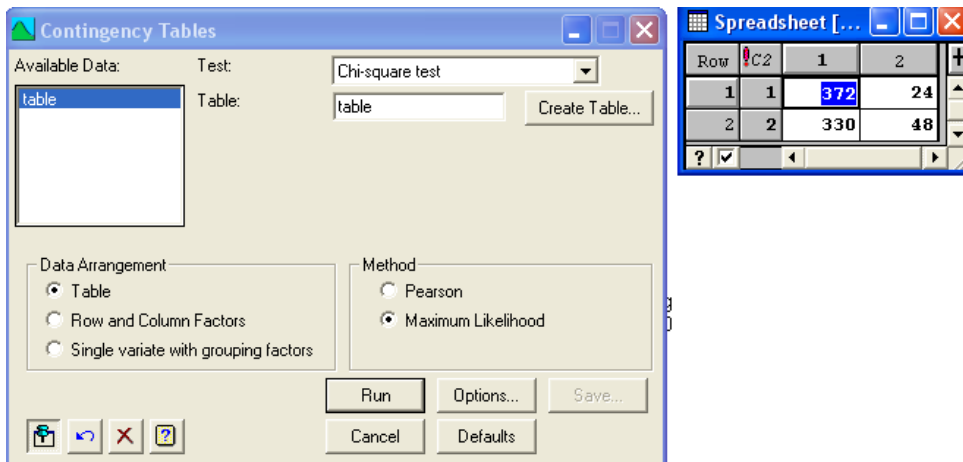 Contingency Tables
Available Data:
table
Test:
Chi-square test
Table:
table
Create Table...
Data Arrangement
Table
Row and Column Factors
Single variate with grouping factors
Method
Pearson
Maximum Likelihood
Run
Options...
Save...
Cancel
Defaults
?
Spreadsheet [...
Row !C2 1 2 +
1 1 372 24
2 2 330 48
?